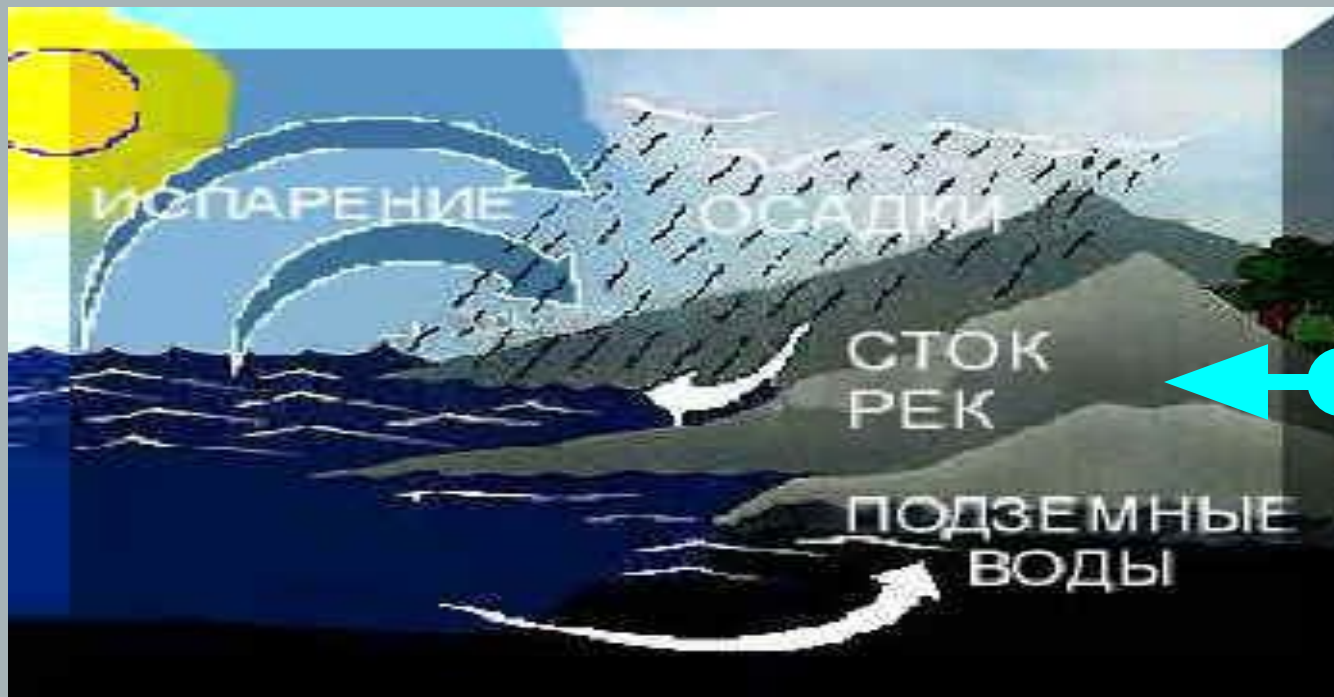 ИСПАРЕНИЕ
ОСАДКИ
СТОК
РЕК
ПОДЗЕМНЫЕ
ВОДЫ